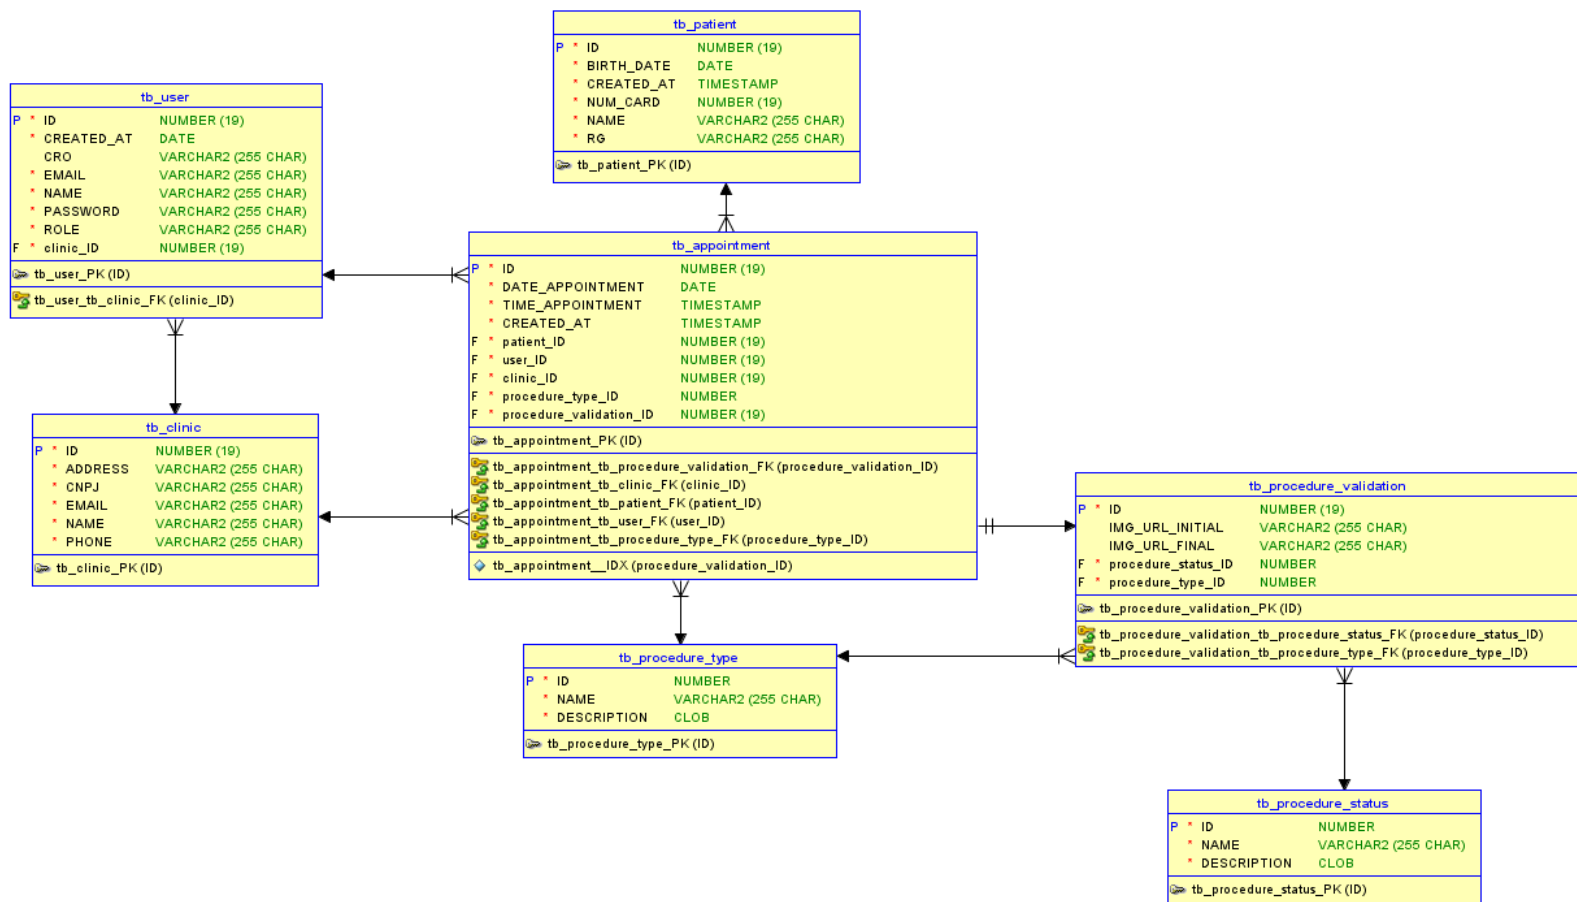 tb_patient
P * ID NUMBER (19)
* BIRTH_DATE DATE
* CREATED_AT TIMESTAMP
* NUM_CARD NUMBER (19)
* NAME VARCHAR2 (255 CHAR)
* RG VARCHAR2 (255 CHAR)
tb_patient_PK (ID)
tb_user
P * ID NUMBER (19)
* CREATED_AT DATE
CRO VARCHAR2 (255 CHAR)
* EMAIL VARCHAR2 (255 CHAR)
* NAME VARCHAR2 (255 CHAR)
* PASSWORD VARCHAR2 (255 CHAR)
* ROLE VARCHAR2 (255 CHAR)
F * clinic_ID NUMBER (19)
tb_user_PK (ID)
tb_user_tb_clinic_FK (clinic_ID)
tb_appointment
P * ID NUMBER (19)
* DATE_APPOINTMENT DATE
* TIME_APPOINTMENT TIMESTAMP
* CREATED_AT TIMESTAMP
F * patient_ID NUMBER (19)
F * user_ID NUMBER (19)
F * clinic_ID NUMBER (19)
F * procedure_type_ID NUMBER
F * procedure_validation_ID NUMBER (19)
tb_appointment_PK (ID)
tb_appointment_tb_procedure_validation_FK (procedure_validation_ID)
tb_appointment_tb_clinic_FK (clinic_ID)
tb_appointment_tb_patient_FK (patient_ID)
tb_appointment_tb_user_FK (user_ID)
tb_appointment_tb_procedure_type_FK (procedure_type_ID)
tb_appointment__IDX (procedure_validation_ID)
tb_clinic
P * ID NUMBER (19)
* ADDRESS VARCHAR2 (255 CHAR)
* CNPJ VARCHAR2 (255 CHAR)
* EMAIL VARCHAR2 (255 CHAR)
* NAME VARCHAR2 (255 CHAR)
* PHONE VARCHAR2 (255 CHAR)
tb_clinic_PK (ID)
tb_procedure_validation
P * ID NUMBER (19)
IMG_URL_INITIAL VARCHAR2 (255 CHAR)
IMG_URL_FINAL VARCHAR2 (255 CHAR)
F * procedure_status_ID NUMBER
F * procedure_type_ID NUMBER
tb_procedure_validation_PK (ID)
tb_procedure_validation_tb_procedure_status_FK (procedure_status_ID)
tb_procedure_validation_tb_procedure_type_FK (procedure_type_ID)
tb_procedure_type
P * ID NUMBER
* NAME VARCHAR2 (255 CHAR)
* DESCRIPTION CLOB
tb_procedure_type_PK (ID)
tb_procedure_status
P * ID NUMBER
* NAME VARCHAR2 (255 CHAR)
* DESCRIPTION CLOB
tb_procedure_status_PK (ID)